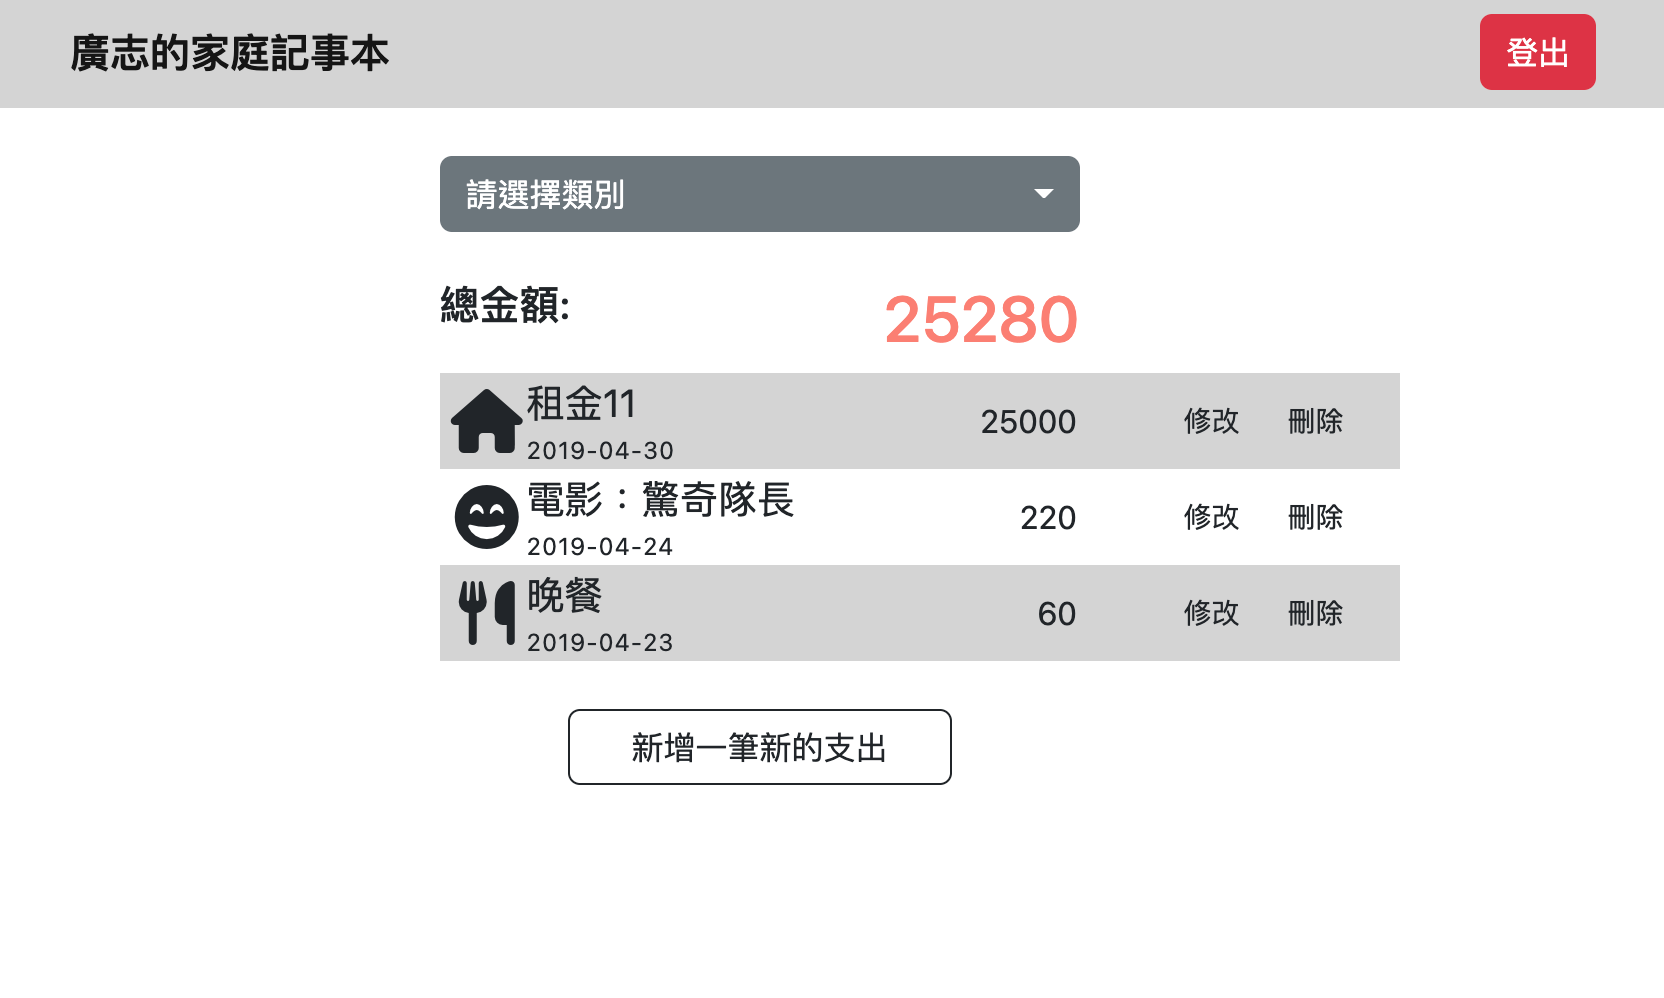 廣志的家庭記事本 登出
請選擇類別
總金額: 25280
租金11 25000 修改 刪除
2019-04-30
電影：驚奇隊長 220 修改 刪除
2019-04-24
晚餐 60 修改 刪除
2019-04-23
新增一筆新的支出